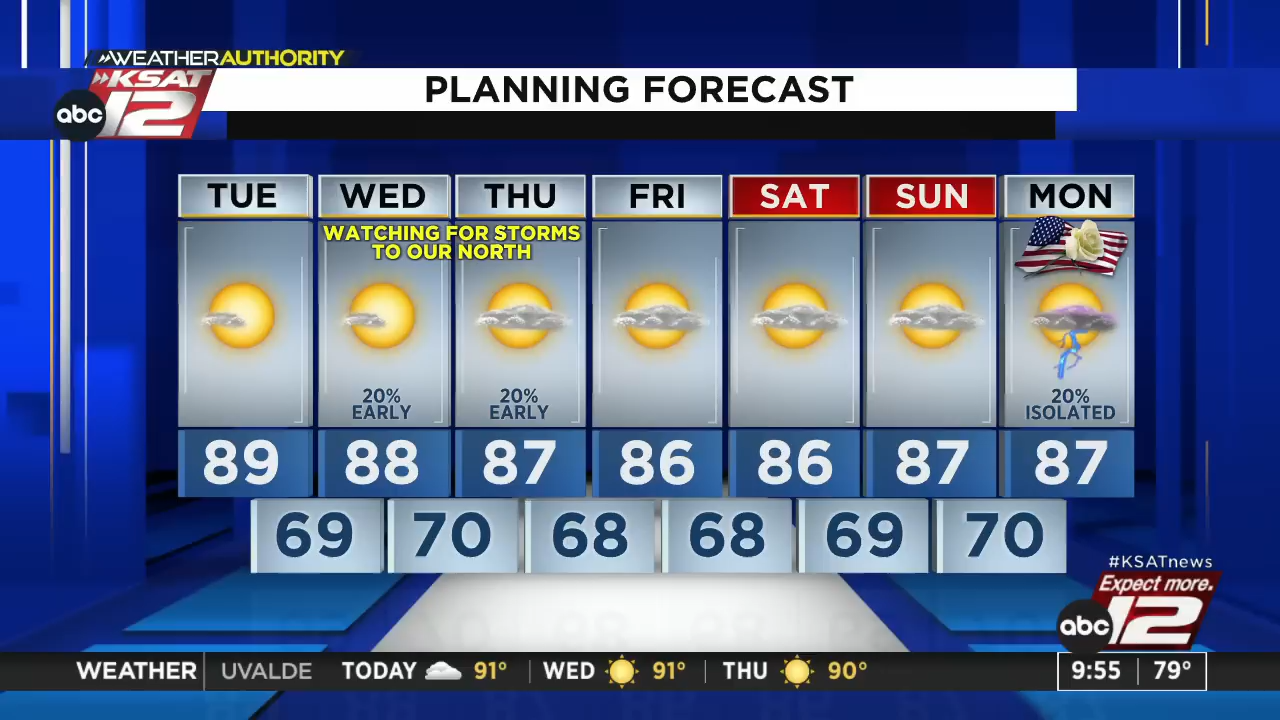 WEATHERAUTHORITY
KSAT
abc 12
PLANNING FORECAST
TUE WED THU FRI SAT SUN MON
WATCHING FOR STORMS
TO OUR NORTH
20% 20% 20%
EARLY EARLY ISOLATED
89 88 87 86 86 87 87
69 70 68 68 69 70
#KSATnews
Expect more.
abc 12
WEATHER UVALDE TODAY 91° WED 91° THU 90° 9:55 79°